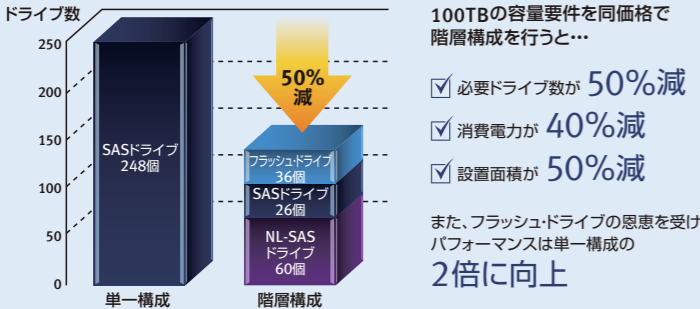 ドライブ数
250
200
150
100
50
0
SASドライブ
248個
50%
減
フラッシュ・ドライブ
36個
SASドライブ
26個
NL-SAS
ドライブ
60個
単一構成
階層構成
100TBの容量要件を同価格で
階層構成を行うと…
必要ドライブ数が 50%減
消費電力が 40%減
設置面積が 50%減
また、フラッシュ・ドライブの恩恵を受け
パフォーマンスは単一構成の
2倍に向上